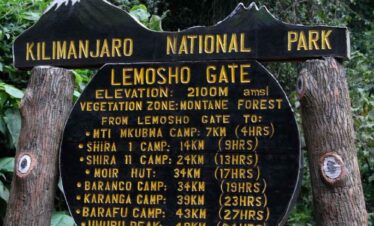 KILIMANJARO NATIONAL PARK
LEMOSHO GATE
ELEVATION: 2100M amsl
VEGETATION ZONE: MONTANE FOREST
FROM LEMOSHO GATE TO:
• MTI MKUBWA CAMP: 7KM (4HRS)
• SHIRA 1 CAMP: 14KM (9HRS)
• SHIRA 11 CAMP: 24KM (13HRS)
• MOIR HUT: 34KM (17HRS)
• BARANCO CAMP: 34KM (19HRS)
• KARANGA CAMP: 39KM (23HRS)
• BARAFU CAMP: 43KM (27HRS)
UHURU PEAK